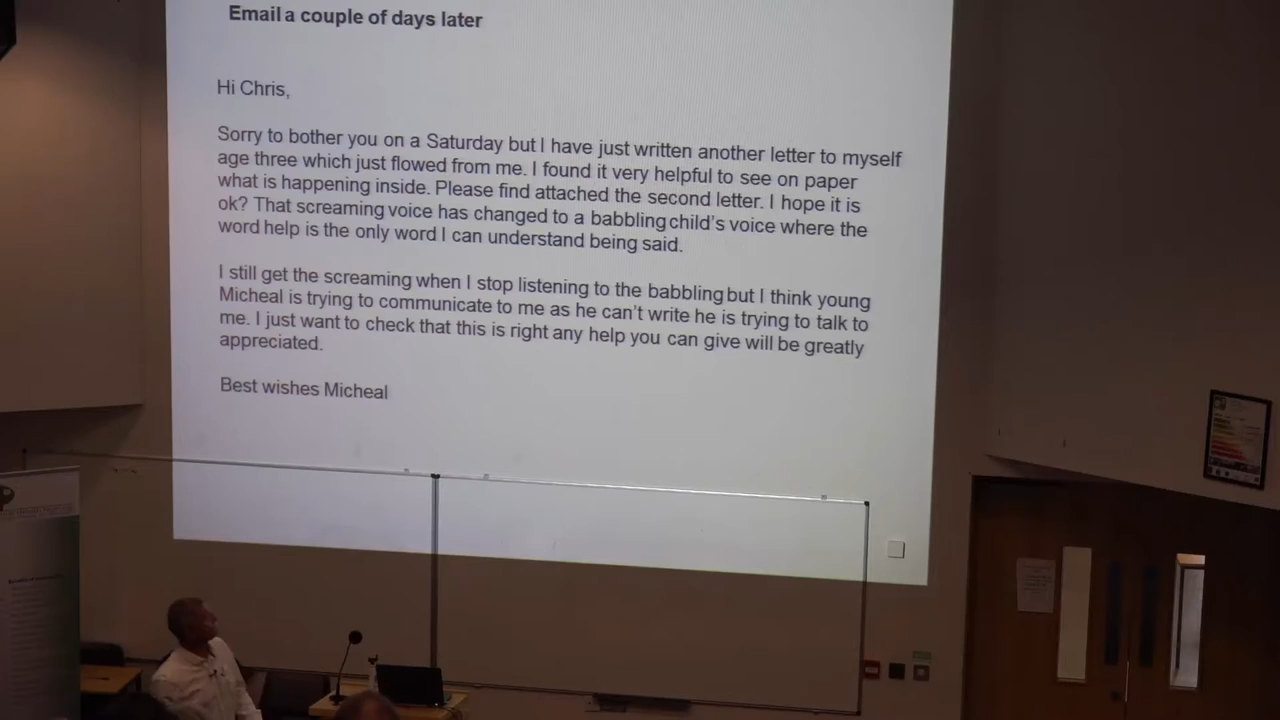 Email a couple of days later
Hi Chris,
Sorry to bother you on a Saturday but I have just written another letter to myself
age three which just flowed from me. I found it very helpful to see on paper
what is happening inside. Please find attached the second letter. I hope it is
ok? That screaming voice has changed to a babbling child's voice where the
word help is the only word I can understand being said.
I still get the screaming when I stop listening to the babbling but I think young
Micheal is trying to communicate to me as he can't write he is trying to talk to
me. I just want to check that this is right any help you can give will be greatly
appreciated.
Best wishes Micheal